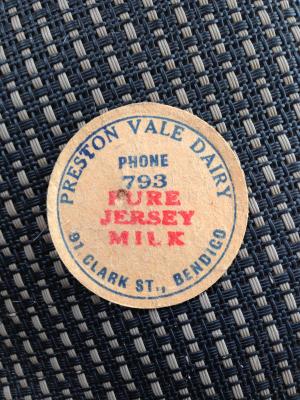 PRESTON VALE DAIRY
PHONE
793
PURE
JERSEY
MILK
91 CLARK ST., BENDIGO